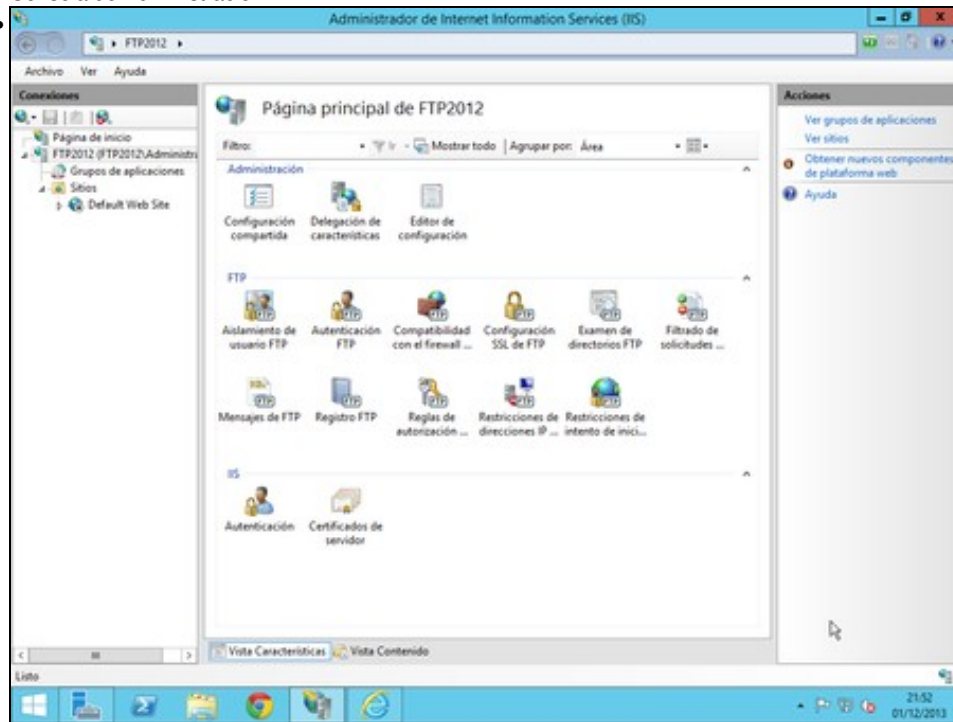 Administrador de Internet Information Services (IIS)
FTP2012
Archivo Ver Ayuda
Conexiones
Página de inicio
FTP2012 (FTP2012\Administra
Grupos de aplicaciones
Sitios
Default Web Site
Página principal de FTP2012
Filtro: Mostrar todo Agrupar por: Área
Administración
Configuración compartida
Delegación de características
Editor de configuración
FTP
Aislamiento de usuario FTP
Autenticación FTP
Compatibilidad con el firewall ...
Configuración SSL de FTP
Examen de directorios FTP
Filtrado de solicitudes ...
Mensajes de FTP
Registro FTP
Reglas de autorización ...
Restricciones de direcciones IP ...
Restricciones de intento de inici...
IIS
Autenticación
Certificados de servidor
Vista Características Vista Contenido
Acciones
Ver grupos de aplicaciones
Ver sitios
Obtener nuevos componentes de plataforma web
Ayuda
Listo
21:52
01/12/2013